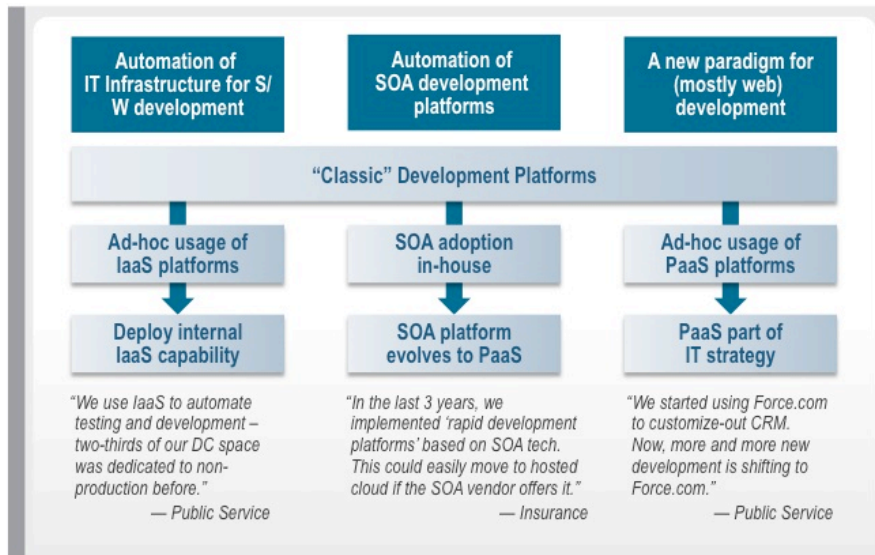 Automation of
IT Infrastructure for S/
W development
Automation of
SOA development
platforms
A new paradigm for
(mostly web)
development
“Classic” Development Platforms
Ad-hoc usage of
IaaS platforms
SOA adoption
in-house
Ad-hoc usage of
PaaS platforms
Deploy internal
IaaS capability
SOA platform
evolves to PaaS
PaaS part of
IT strategy
“We use IaaS to automate
testing and development –
two-thirds of our DC space
was dedicated to non-
production before.”
— Public Service
“In the last 3 years, we
implemented ‘rapid development
platforms’ based on SOA tech.
This could easily move to hosted
cloud if the SOA vendor offers it.”
— Insurance
“We started using Force.com
to customize-out CRM.
Now, more and more new
development is shifting to
Force.com.”
— Public Service